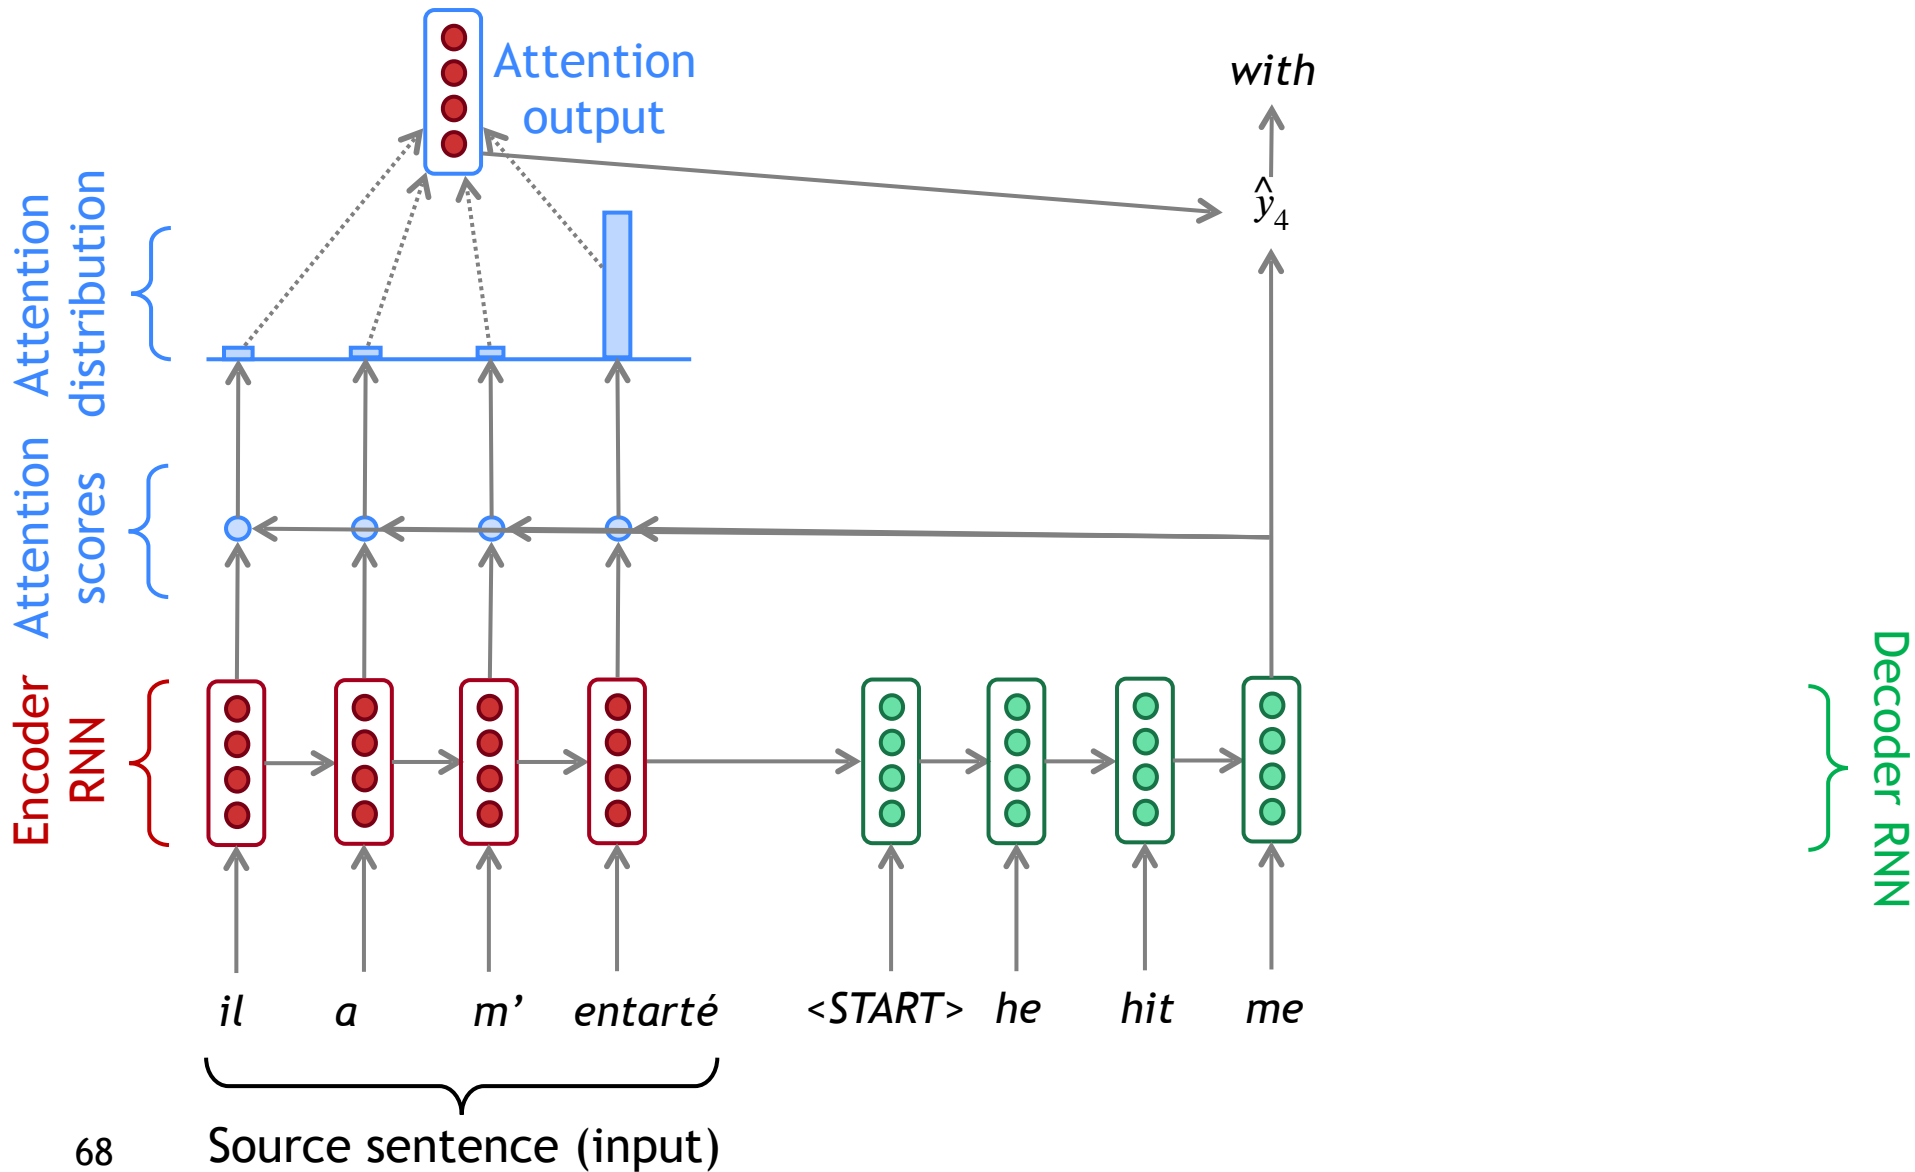 Attention
output
with
ŷ4
Attention
distribution
Attention
scores
Encoder
RNN
Decoder RNN
il a m’ entarté <START> he hit me
Source sentence (input)
68